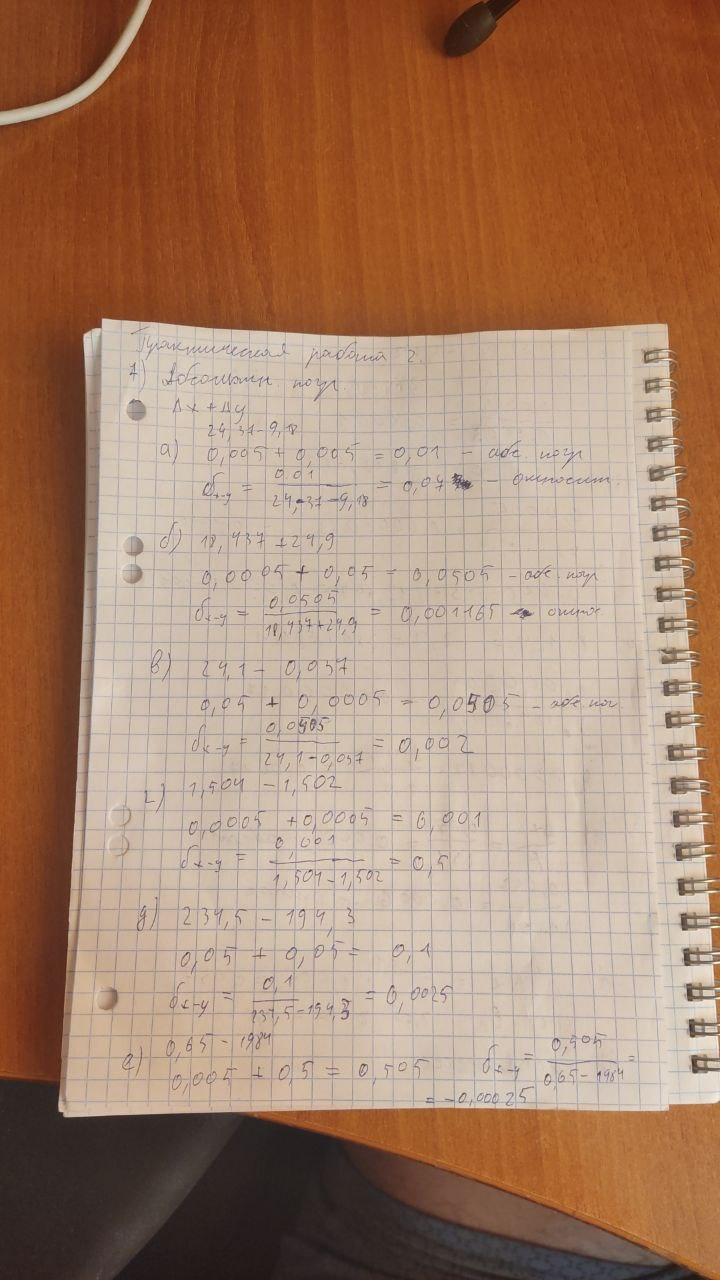 Практическая работа 2.
1) Абсолютн погр.
Δx + Δy
24,37-9,18
а) 0,005 + 0,005 = 0,01 - абс. погр
δx-y = 0.01 / 24,37-9,18 = 0,07 - относит.
б) 18,437 + 24,9
0,0005 + 0,05 = 0,0505 - абс. погр
δx-y = 0,0505 / 18,437+24,9 = 0,001165 относ
в) 24,1 - 0,037
0,05 + 0,0005 = 0,0505 - абс. пог.
δx-y = 0,0505 / 24,1-0,037 = 0,002
г) 1,504 - 1,502
0,0005 + 0,0005 = 0,001
δx-y = 0,001 / 1,504-1,502 = 0,5
д) 234,5 - 194,3
0,05 + 0,05 = 0,1
δx-y = 0,1 / 237,5-194,3 = 0,0025
е) 0,65 - 1984
0,005 + 0,5 = 0,505 δx-y = 0,505 / 0,65-1984 =
= -0,00025